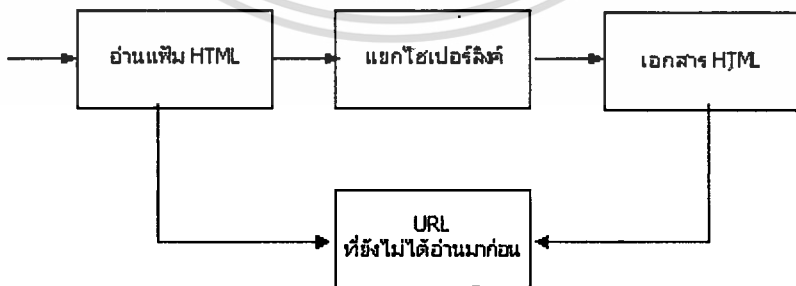 อ่านแฟ้ม HTML
แยกไฮเปอร์ลิงค์
เอกสาร HTML
URL
ที่ยังไม่ได้อ่านมาก่อน